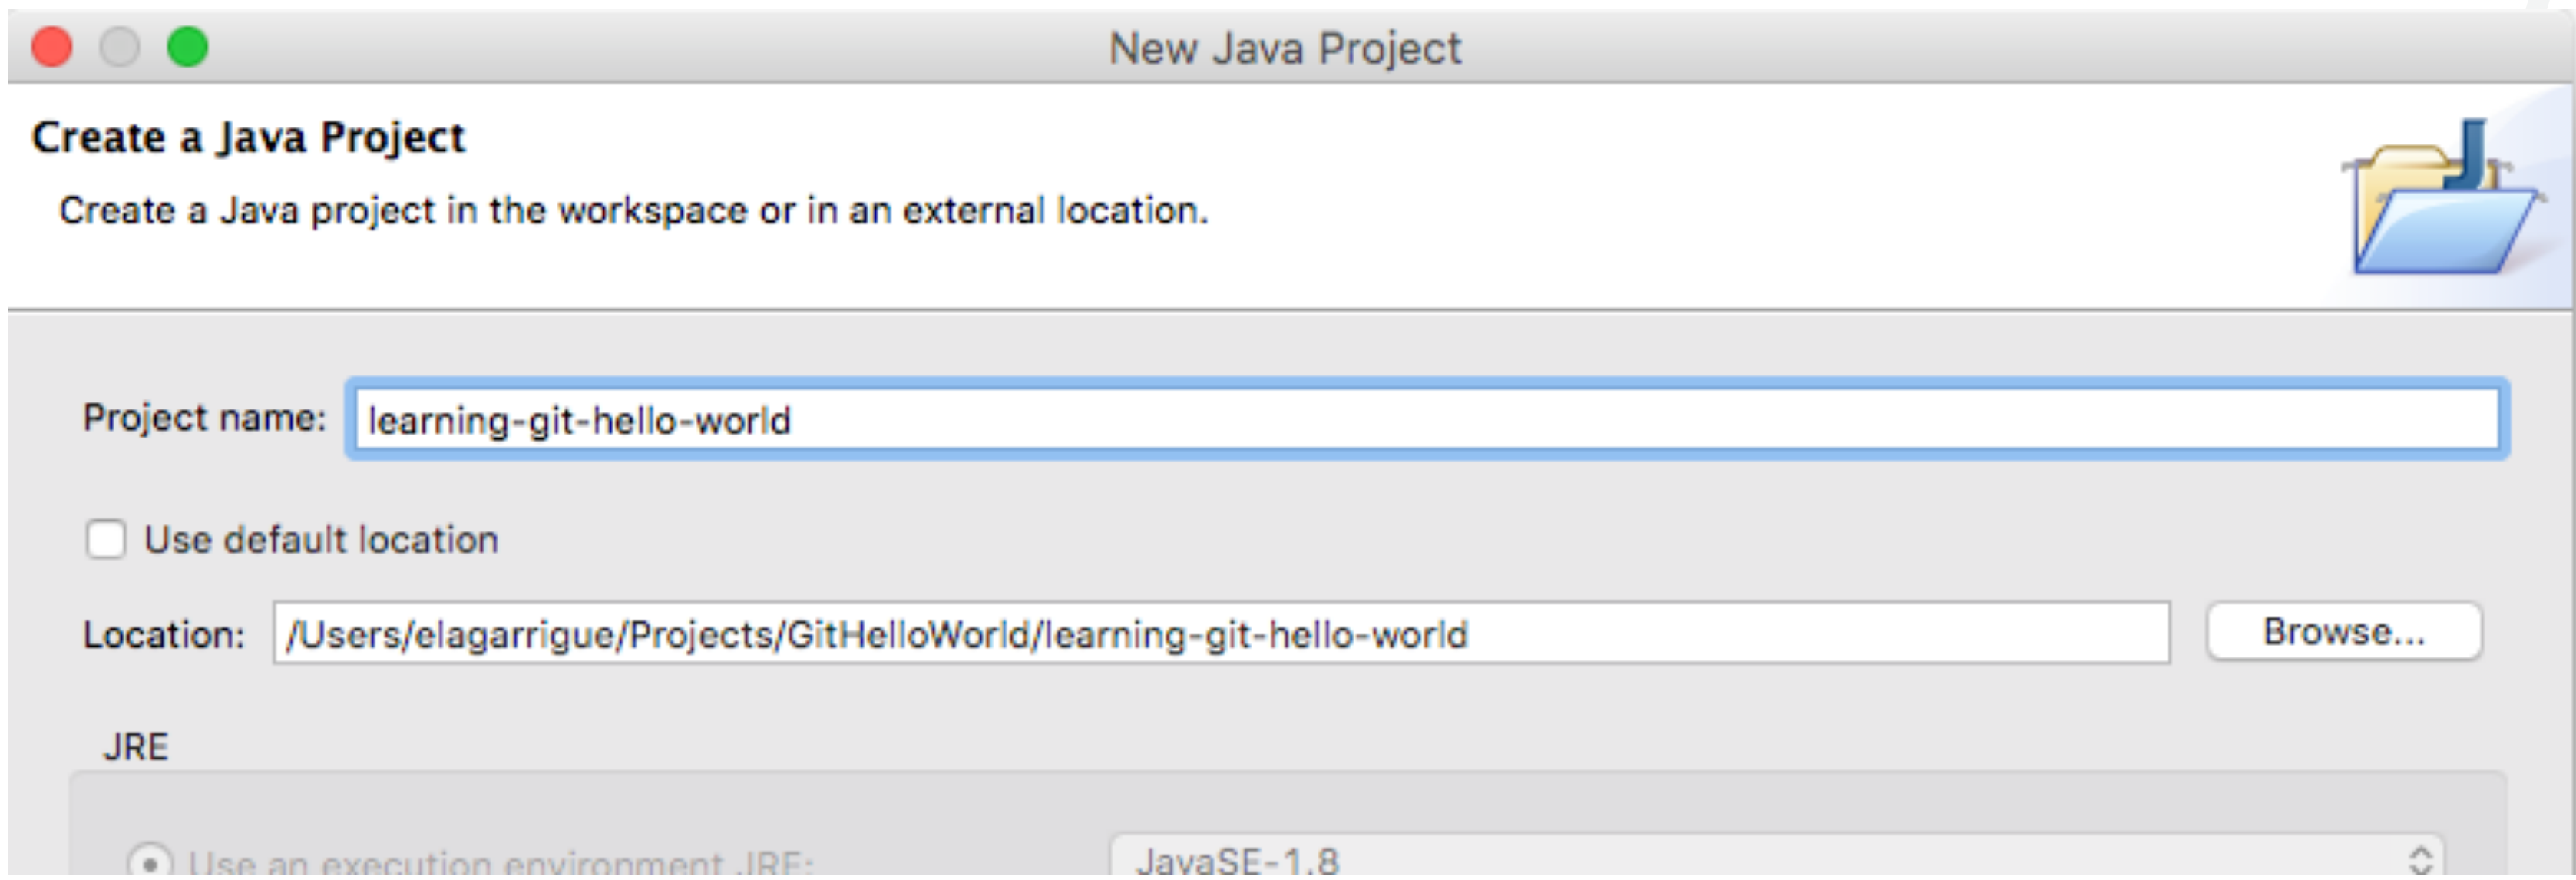 New Java Project
Create a Java Project
Create a Java project in the workspace or in an external location.
Project name: learning-git-hello-world
Use default location
Location: /Users/elagarrigue/Projects/GitHelloWorld/learning-git-hello-world Browse...
JRE
Use an execution environment JRE: JavaSE-1.8